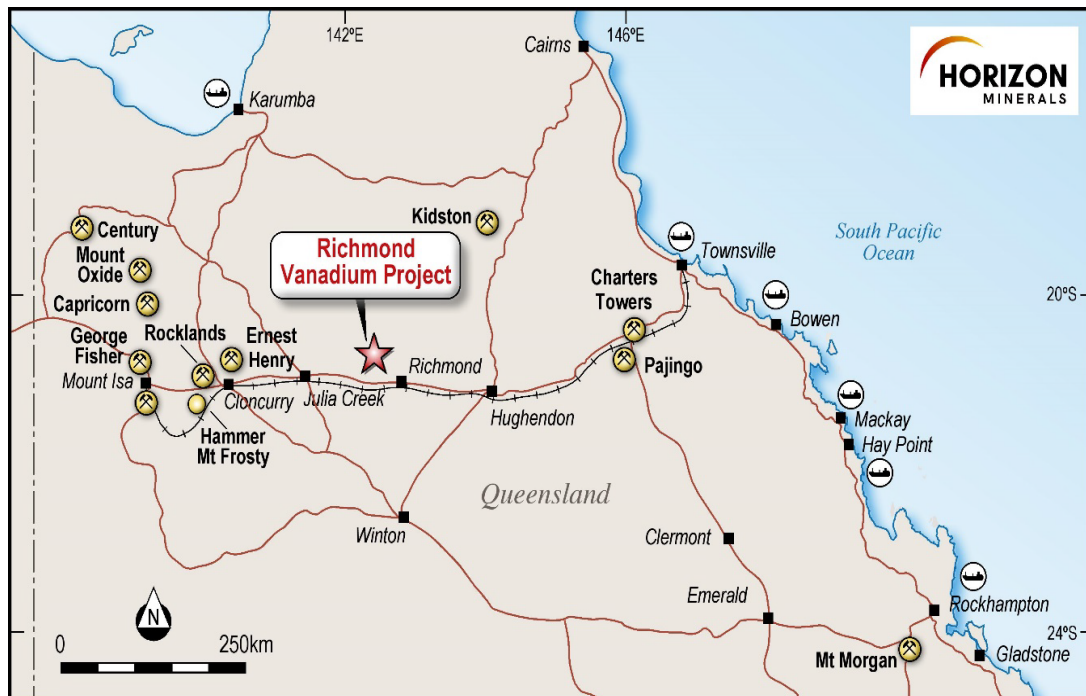 142ºE
146ºE
Cairns
HORIZON
MINERALS
Karumba
Kidston
Century
Mount
Oxide
Richmond
Vanadium Project
South Pacific
Ocean
Townsville
Charters
Towers
Capricorn
20ºS
Bowen
George
Fisher
Rocklands
Ernest
Henry
Pajingo
Mount Isa
Richmond
Cloncurry
Julia Creek
Hughendon
Mackay
Hammer
Mt Frosty
Hay Point
Queensland
Winton
Clermont
Emerald
Rockhampton
N
0
250km
24ºS
Mt Morgan
Gladstone